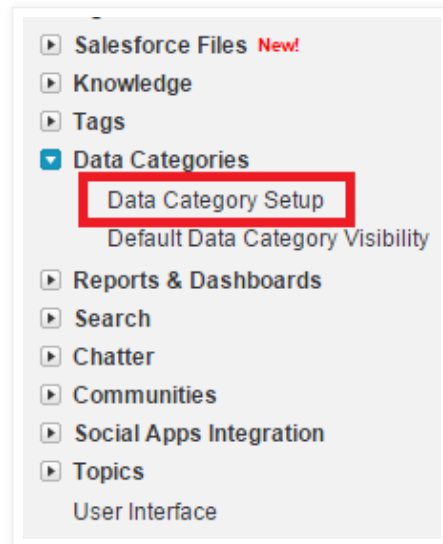 Salesforce Files New!
Knowledge
Tags
Data Categories
Data Category Setup
Default Data Category Visibility
Reports & Dashboards
Search
Chatter
Communities
Social Apps Integration
Topics
User Interface